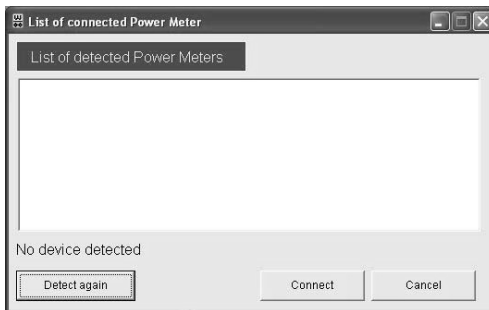 List of connected Power Meter
List of detected Power Meters
No device detected
Detect again
Connect
Cancel